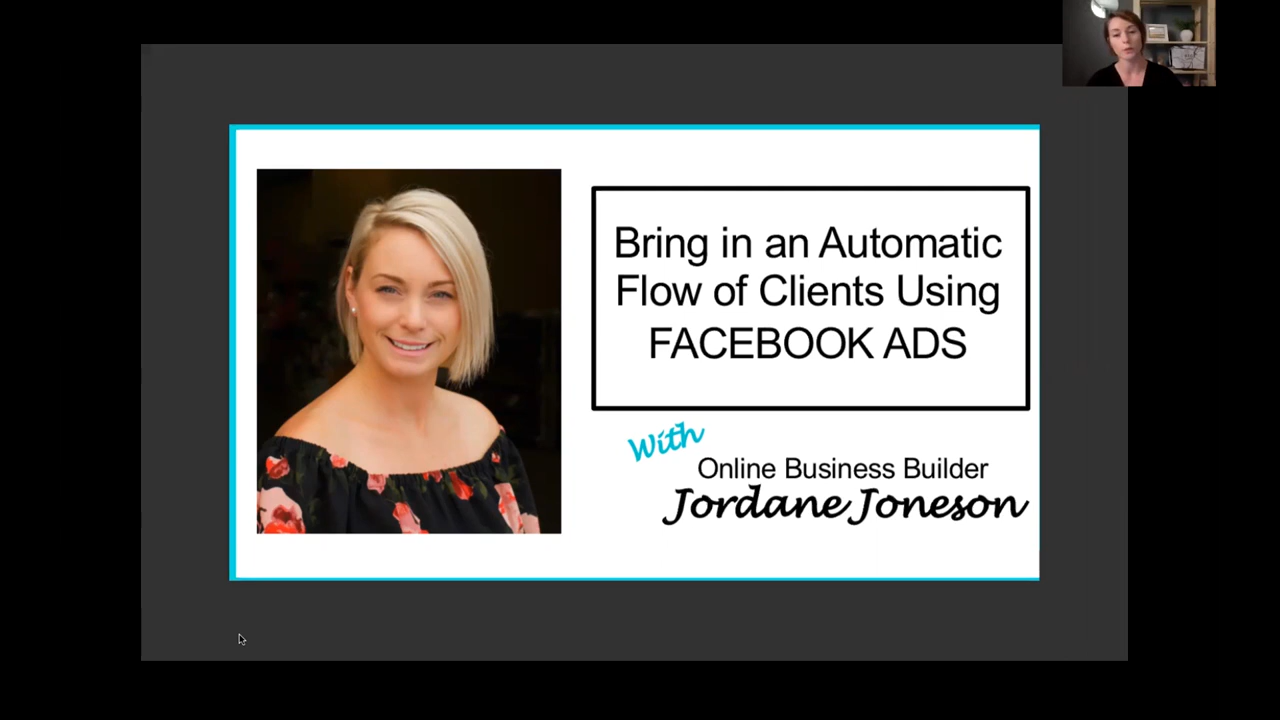 Bring in an Automatic
Flow of Clients Using
FACEBOOK ADS
With
Online Business Builder
Jordane Joneson